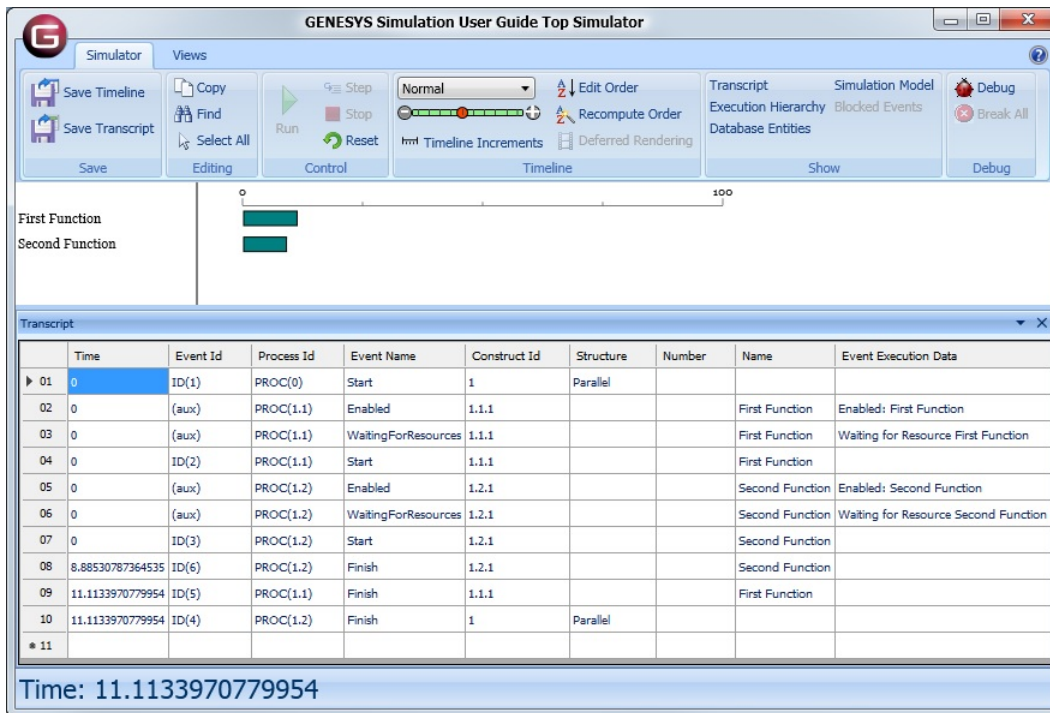 GENESYS Simulation User Guide Top Simulator
G
Simulator Views
Save Timeline Copy Run Step Normal Edit Order Transcript Simulation Model Debug
Save Transcript Find Stop Recompute Order Execution Hierarchy Blocked Events Break All
Select All Reset Timeline Increments Deferred Rendering Database Entities
Save Editing Control Timeline Show Debug
0 100
First Function
Second Function
Transcript
Time Event Id Process Id Event Name Construct Id Structure Number Name Event Execution Data
01 0 ID(1) PROC(0) Start 1 Parallel
02 0 (aux) PROC(1.1) Enabled 1.1.1 First Function Enabled: First Function
03 0 (aux) PROC(1.1) WaitingForResources 1.1.1 First Function Waiting for Resource First Function
04 0 ID(2) PROC(1.1) Start 1.1.1 First Function
05 0 (aux) PROC(1.2) Enabled 1.2.1 Second Function Enabled: Second Function
06 0 (aux) PROC(1.2) WaitingForResources 1.2.1 Second Function Waiting for Resource Second Function
07 0 ID(3) PROC(1.2) Start 1.2.1 Second Function
08 8.88530787364535 ID(6) PROC(1.2) Finish 1.2.1 Second Function
09 11.1133970779954 ID(5) PROC(1.1) Finish 1.1.1 First Function
10 11.1133970779954 ID(4) PROC(1.2) Finish 1 Parallel
* 11
Time: 11.1133970779954